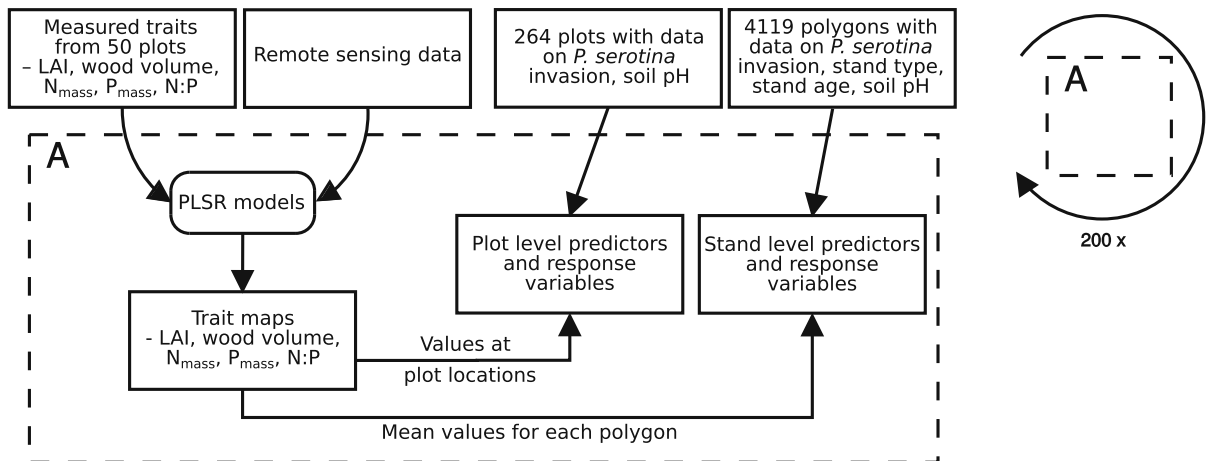 Measured traits
from 50 plots
– LAI, wood volume,
Nmass, Pmass, N:P
Remote sensing data
264 plots with data
on P. serotina
invasion, soil pH
4119 polygons with
data on P. serotina
invasion, stand type,
stand age, soil pH
A
A
200 x
PLSR models
Plot level predictors
and response
variables
Stand level predictors
and response
variables
Trait maps
- LAI, wood volume,
Nmass, Pmass, N:P
Values at
plot locations
Mean values for each polygon